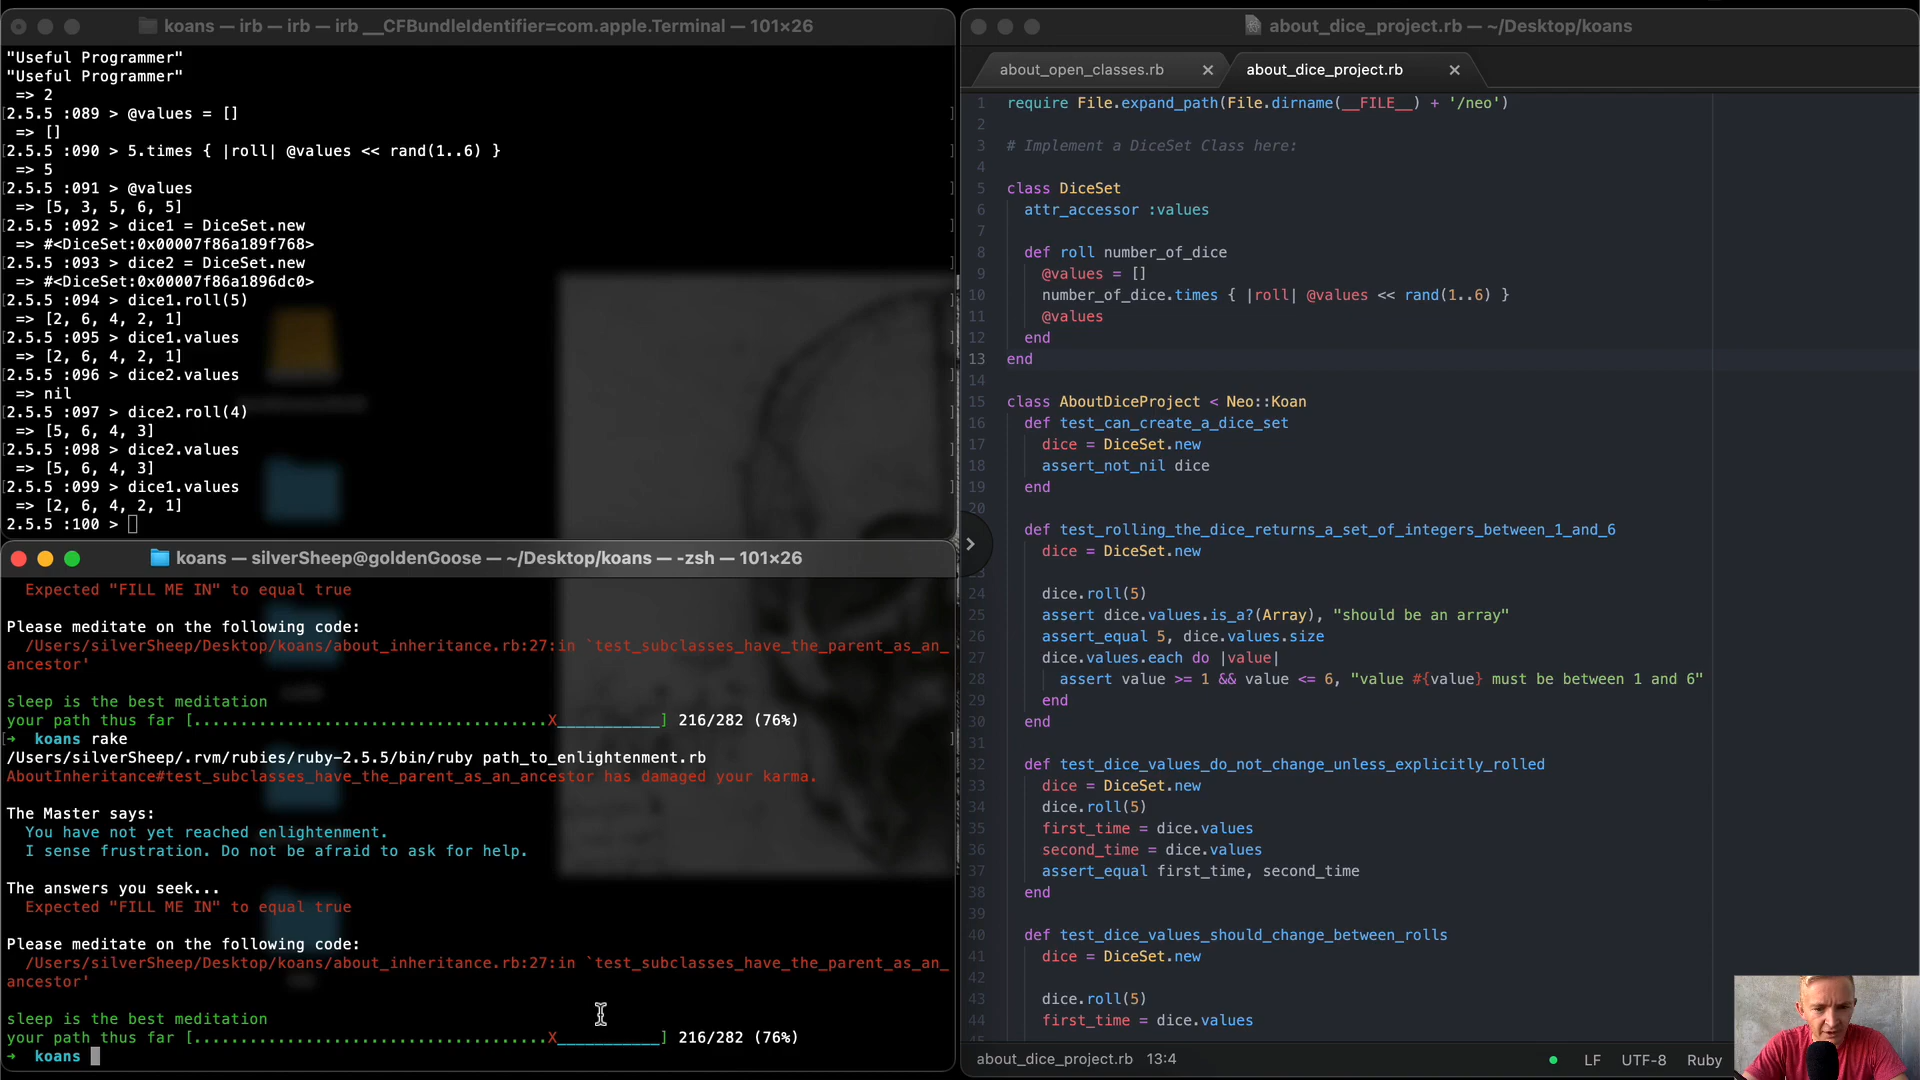 koans — irb — irb — irb __CFBundleIdentifier=com.apple.Terminal — 101×26
"Useful Programmer"
"Useful Programmer"
 => 2
[2.5.5 :089 > @values = []
 => []
[2.5.5 :090 > 5.times { |roll| @values << rand(1..6) }
 => 5
[2.5.5 :091 > @values
 => [5, 3, 5, 6, 5]
[2.5.5 :092 > dice1 = DiceSet.new
 => #<DiceSet:0x00007f86a189f768>
[2.5.5 :093 > dice2 = DiceSet.new
 => #<DiceSet:0x00007f86a1896dc0>
[2.5.5 :094 > dice1.roll(5)
 => [2, 6, 4, 2, 1]
[2.5.5 :095 > dice1.values
 => [2, 6, 4, 2, 1]
[2.5.5 :096 > dice2.values
 => nil
[2.5.5 :097 > dice2.roll(4)
 => [5, 6, 4, 3]
[2.5.5 :098 > dice2.values
 => [5, 6, 4, 3]
[2.5.5 :099 > dice1.values
 => [2, 6, 4, 2, 1]
2.5.5 :100 >
koans — silverSheep@goldenGoose — ~/Desktop/koans — -zsh — 101×26
  Expected "FILL ME IN" to equal true
Please meditate on the following code:
  /Users/silverSheep/Desktop/koans/about_inheritance.rb:27:in `test_subclasses_have_the_parent_as_an_
ancestor'
sleep is the best meditation
your path thus far [.......................................X____________] 216/282 (76%)
[➜  koans rake
/Users/silverSheep/.rvm/rubies/ruby-2.5.5/bin/ruby path_to_enlightenment.rb
AboutInheritance#test_subclasses_have_the_parent_as_an_ancestor has damaged your karma.
The Master says:
  You have not yet reached enlightenment.
  I sense frustration. Do not be afraid to ask for help.
The answers you seek...
  Expected "FILL ME IN" to equal true
Please meditate on the following code:
  /Users/silverSheep/Desktop/koans/about_inheritance.rb:27:in `test_subclasses_have_the_parent_as_an_
ancestor'
sleep is the best meditation
your path thus far [.......................................X____________] 216/282 (76%)
➜  koans
about_dice_project.rb — ~/Desktop/koans
about_open_classes.rb × about_dice_project.rb ×
1 require File.expand_path(File.dirname(__FILE__) + '/neo')
2
3 # Implement a DiceSet Class here:
4
5 class DiceSet
6   attr_accessor :values
7
8   def roll number_of_dice
9     @values = []
10     number_of_dice.times { |roll| @values << rand(1..6) }
11     @values
12   end
13 end
14
15 class AboutDiceProject < Neo::Koan
16   def test_can_create_a_dice_set
17     dice = DiceSet.new
18     assert_not_nil dice
19   end
20
21   def test_rolling_the_dice_returns_a_set_of_integers_between_1_and_6
    dice = DiceSet.new
24     dice.roll(5)
25     assert dice.values.is_a?(Array), "should be an array"
26     assert_equal 5, dice.values.size
27     dice.values.each do |value|
28       assert value >= 1 && value <= 6, "value #{value} must be between 1 and 6"
29     end
30   end
31
32   def test_dice_values_do_not_change_unless_explicitly_rolled
33     dice = DiceSet.new
34     dice.roll(5)
35     first_time = dice.values
36     second_time = dice.values
37     assert_equal first_time, second_time
38   end
39
40   def test_dice_values_should_change_between_rolls
41     dice = DiceSet.new
42
43     dice.roll(5)
44     first_time = dice.values
about_dice_project.rb 13:4 LF UTF-8 Ruby